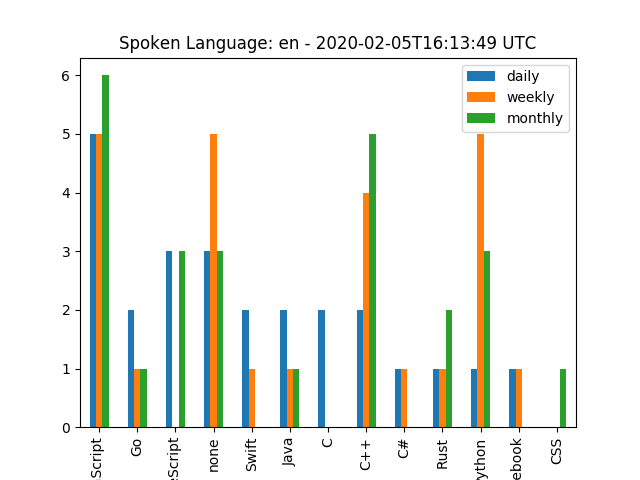 Spoken Language: en - 2020-02-05T16:13:49 UTC
daily
weekly
monthly
6
5
4
3
2
1
0
Script Go eScript none Swift Java C C++ C# Rust ython ebook CSS